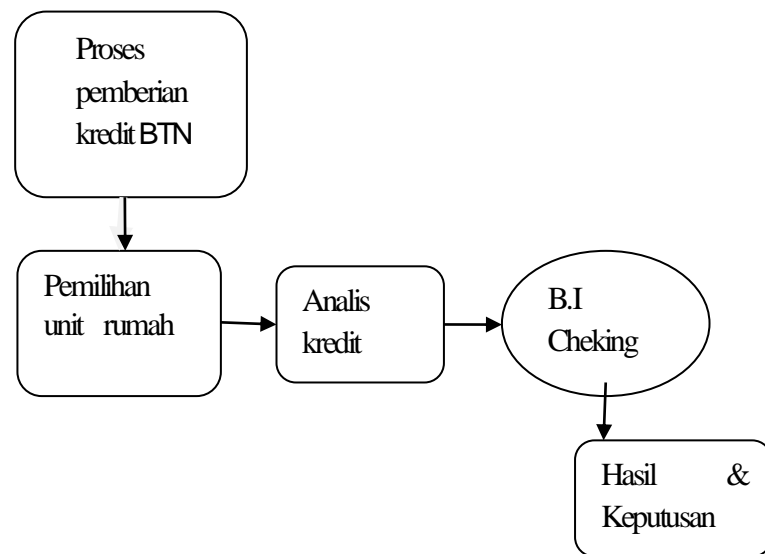 Proses
pemberian
kredit BTN
Pemilihan
unit rumah
Analis
kredit
B.I
Cheking
Hasil &
Keputusan